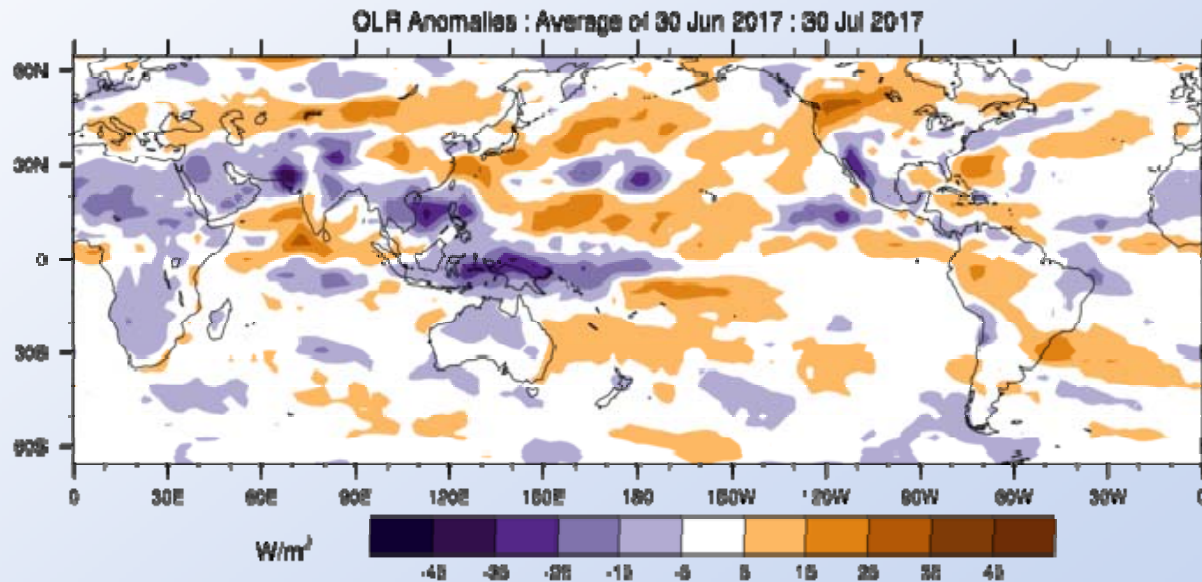 OLR Anomalies : Average of 30 Jun 2017 : 30 Jul 2017
60N
30N
0
30S
60S
0 30E 60E 90E 120E 150E 180 150W 120W 90W 60W 30W 0
W/m²
-45 -35 -25 -15 -5 5 15 25 35 45